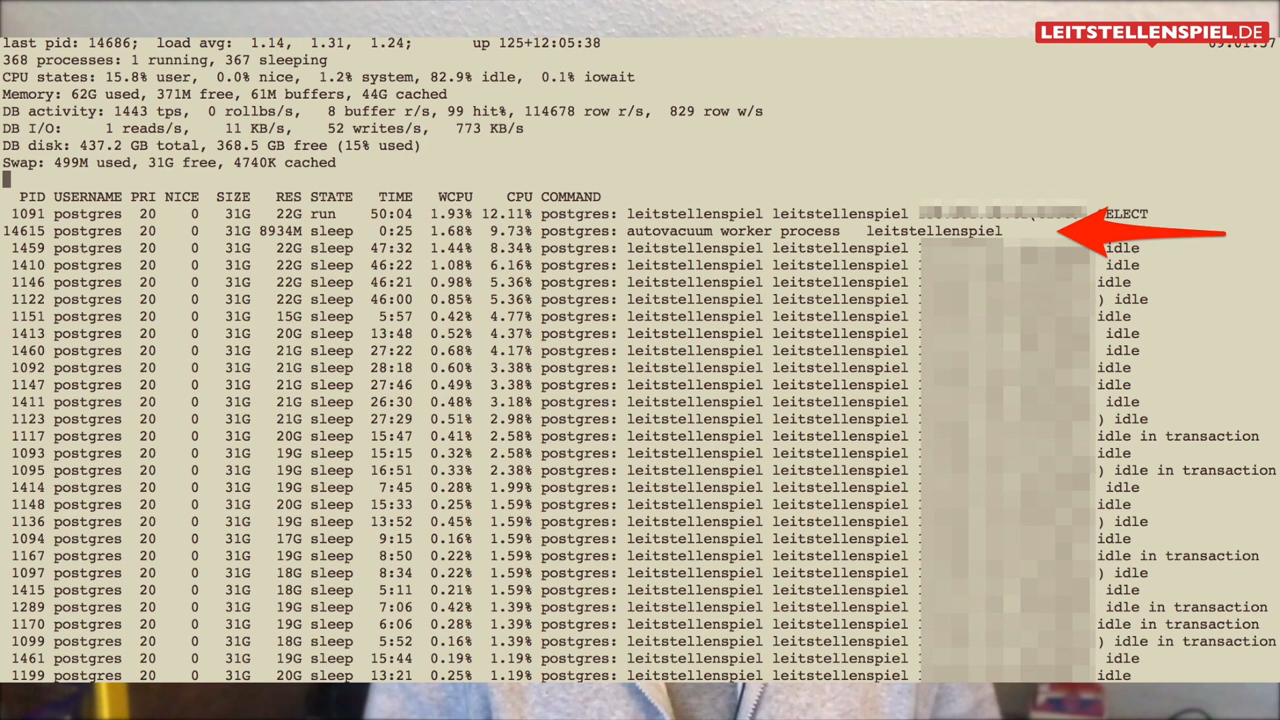 LEITSTELLENSPIEL.DE
last pid: 14686;  load avg:  1.14,  1.31,  1.24;       up 125+12:05:38 09:01:37
368 processes: 1 running, 367 sleeping
CPU states: 15.8% user,  0.0% nice,  1.2% system, 82.9% idle,  0.1% iowait
Memory: 62G used, 371M free, 61M buffers, 44G cached
DB activity: 1443 tps,  0 rollbs/s,   8 buffer r/s, 99 hit%, 114678 row r/s,  829 row w/s
DB I/O:     1 reads/s,    11 KB/s,    52 writes/s,   773 KB/s
DB disk: 437.2 GB total, 368.5 GB free (15% used)
Swap: 499M used, 31G free, 4740K cached
PID USERNAME PRI NICE  SIZE   RES STATE   TIME   WCPU    CPU COMMAND
1091 postgres  20    0   31G   22G run    50:04  1.93% 12.11% postgres: leitstellenspiel leitstellenspiel SELECT
14615 postgres  20    0   31G 8934M sleep   0:25  1.68%  9.73% postgres: autovacuum worker process   leitstellenspiel
1459 postgres  20    0   31G   22G sleep  47:32  1.44%  8.34% postgres: leitstellenspiel leitstellenspiel idle
1410 postgres  20    0   31G   22G sleep  46:22  1.08%  6.16% postgres: leitstellenspiel leitstellenspiel idle
1146 postgres  20    0   31G   22G sleep  46:21  0.98%  5.36% postgres: leitstellenspiel leitstellenspiel idle
1122 postgres  20    0   31G   22G sleep  46:00  0.85%  5.36% postgres: leitstellenspiel leitstellenspiel ) idle
1151 postgres  20    0   31G   15G sleep   5:57  0.42%  4.77% postgres: leitstellenspiel leitstellenspiel idle
1413 postgres  20    0   31G   20G sleep  13:48  0.52%  4.37% postgres: leitstellenspiel leitstellenspiel idle
1460 postgres  20    0   31G   21G sleep  27:22  0.68%  4.17% postgres: leitstellenspiel leitstellenspiel idle
1092 postgres  20    0   31G   21G sleep  28:18  0.60%  3.38% postgres: leitstellenspiel leitstellenspiel idle
1147 postgres  20    0   31G   21G sleep  27:46  0.49%  3.38% postgres: leitstellenspiel leitstellenspiel idle
1411 postgres  20    0   31G   21G sleep  26:30  0.48%  3.18% postgres: leitstellenspiel leitstellenspiel idle
1123 postgres  20    0   31G   21G sleep  27:29  0.51%  2.98% postgres: leitstellenspiel leitstellenspiel ) idle
1117 postgres  20    0   31G   20G sleep  15:47  0.41%  2.58% postgres: leitstellenspiel leitstellenspiel idle in transaction
1093 postgres  20    0   31G   19G sleep  15:15  0.32%  2.58% postgres: leitstellenspiel leitstellenspiel idle
1095 postgres  20    0   31G   19G sleep  16:51  0.33%  2.38% postgres: leitstellenspiel leitstellenspiel ) idle in transaction
1414 postgres  20    0   31G   19G sleep   7:45  0.28%  1.99% postgres: leitstellenspiel leitstellenspiel idle
1148 postgres  20    0   31G   20G sleep  15:33  0.25%  1.59% postgres: leitstellenspiel leitstellenspiel idle
1136 postgres  20    0   31G   19G sleep  13:52  0.45%  1.59% postgres: leitstellenspiel leitstellenspiel ) idle
1094 postgres  20    0   31G   17G sleep   9:15  0.16%  1.59% postgres: leitstellenspiel leitstellenspiel idle
1167 postgres  20    0   31G   19G sleep   8:50  0.22%  1.59% postgres: leitstellenspiel leitstellenspiel idle in transaction
1097 postgres  20    0   31G   18G sleep   8:34  0.22%  1.59% postgres: leitstellenspiel leitstellenspiel ) idle
1415 postgres  20    0   31G   18G sleep   5:11  0.21%  1.59% postgres: leitstellenspiel leitstellenspiel idle
1289 postgres  20    0   31G   19G sleep   7:06  0.42%  1.39% postgres: leitstellenspiel leitstellenspiel idle in transaction
1170 postgres  20    0   31G   19G sleep   6:06  0.28%  1.39% postgres: leitstellenspiel leitstellenspiel idle in transaction
1099 postgres  20    0   31G   18G sleep   5:52  0.16%  1.39% postgres: leitstellenspiel leitstellenspiel ) idle in transaction
1461 postgres  20    0   31G   19G sleep  15:44  0.19%  1.19% postgres: leitstellenspiel leitstellenspiel idle
1199 postgres  20    0   31G   20G sleep  13:21  0.25%  1.19% postgres: leitstellenspiel leitstellenspiel idle